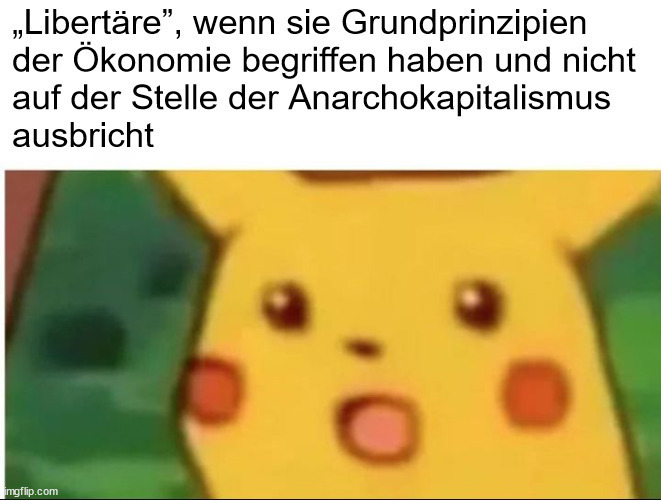 „Libertäre”, wenn sie Grundprinzipien
der Ökonomie begriffen haben und nicht
auf der Stelle der Anarchokapitalismus
ausbricht
imgflip.com